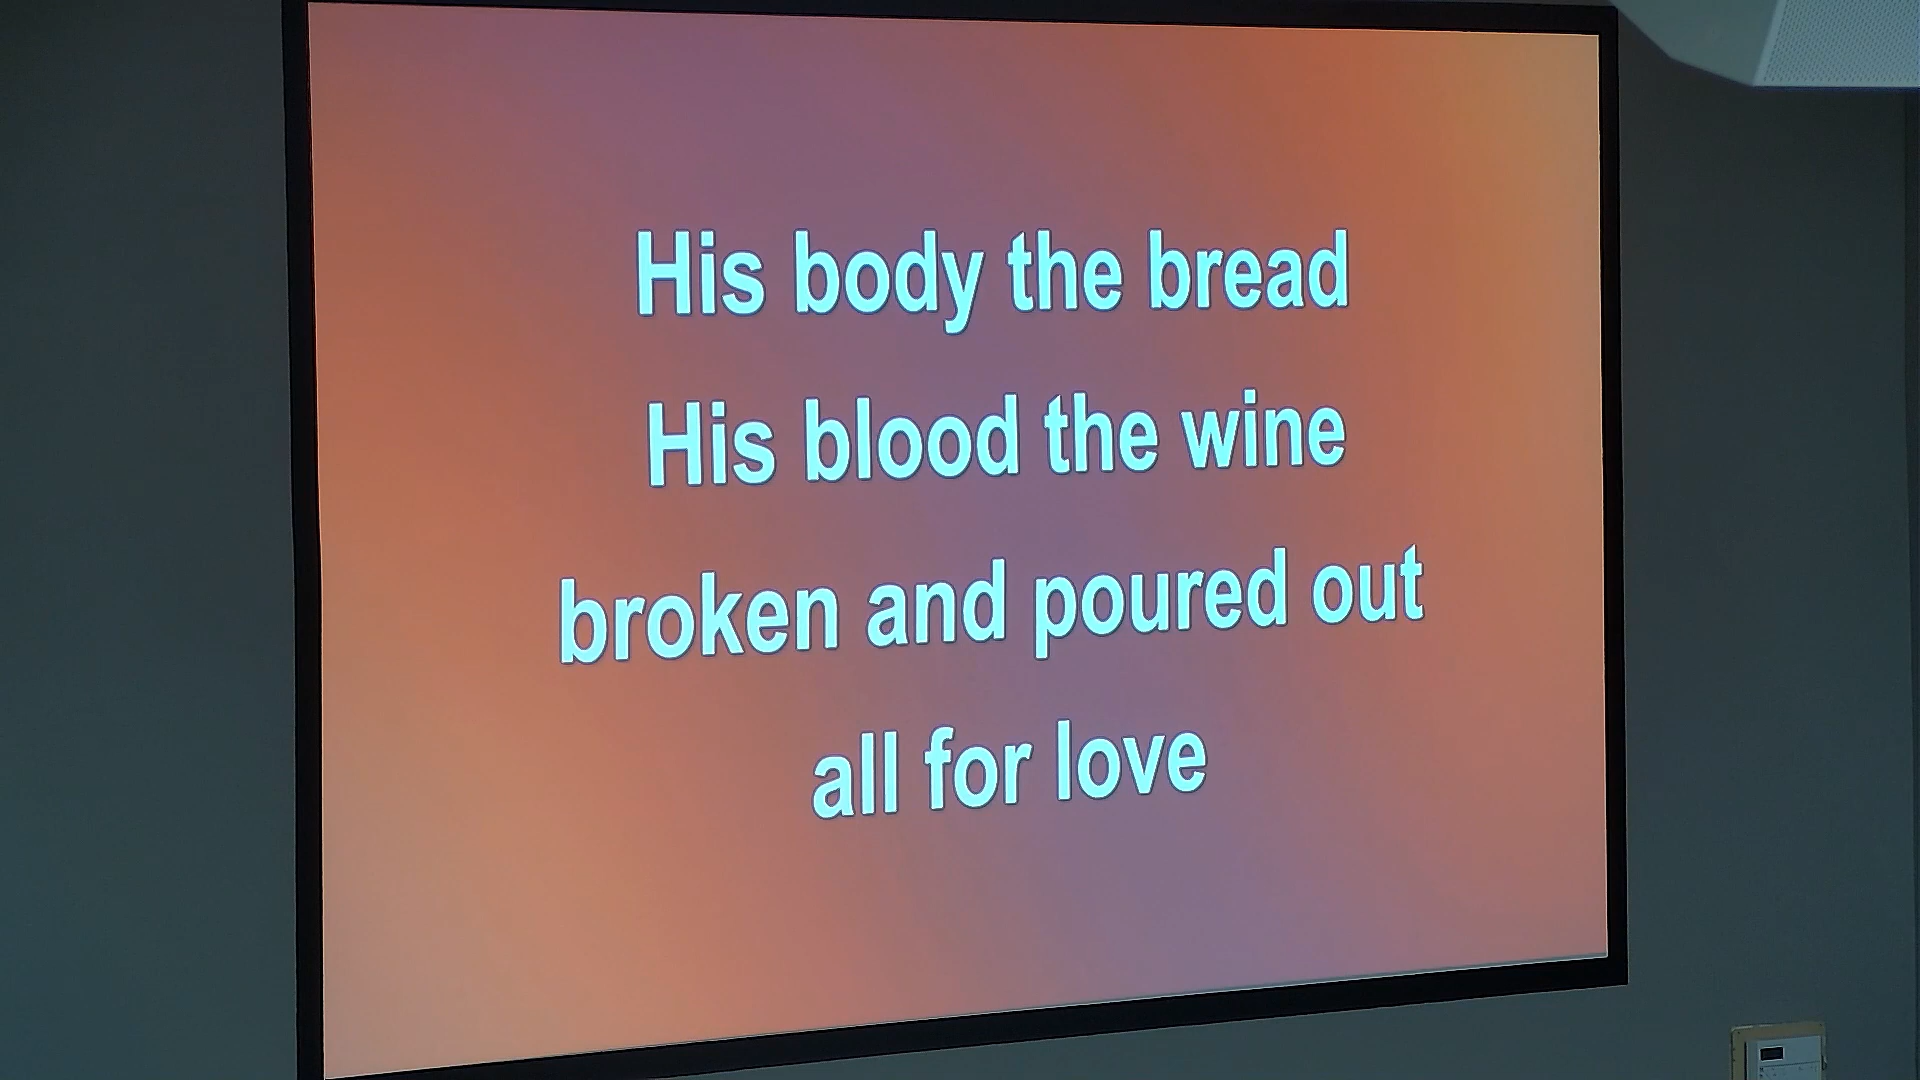 His body the bread
His blood the wine
broken and poured out
all for love